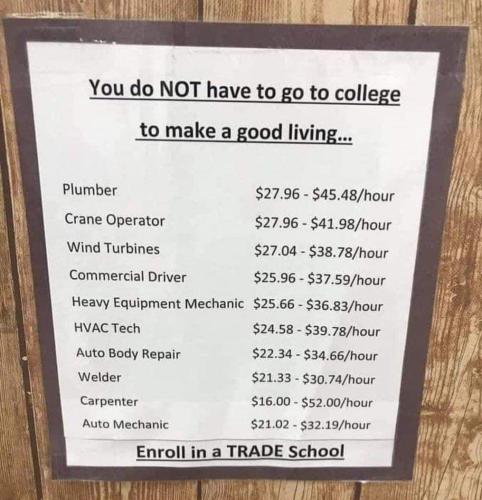 You do NOT have to go to college
to make a good living...
Plumber $27.96 - $45.48/hour
Crane Operator $27.96 - $41.98/hour
Wind Turbines $27.04 - $38.78/hour
Commercial Driver $25.96 - $37.59/hour
Heavy Equipment Mechanic $25.66 - $36.83/hour
HVAC Tech $24.58 - $39.78/hour
Auto Body Repair $22.34 - $34.66/hour
Welder $21.33 - $30.74/hour
Carpenter $16.00 - $52.00/hour
Auto Mechanic $21.02 - $32.19/hour
Enroll in a TRADE School